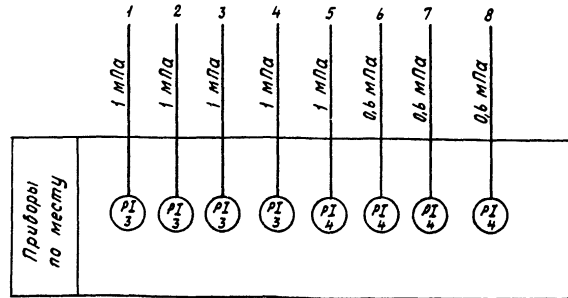 1 2 3 4 5 6 7 8
1 мПа 1 мПа 1 мПа 1 мПа 1 мПа 0,6 мПа 0,6 мПа 0,6 мПа
Приборы
по месту
PI PI PI PI PI PI PI PI
3 3 3 3 4 4 4 4